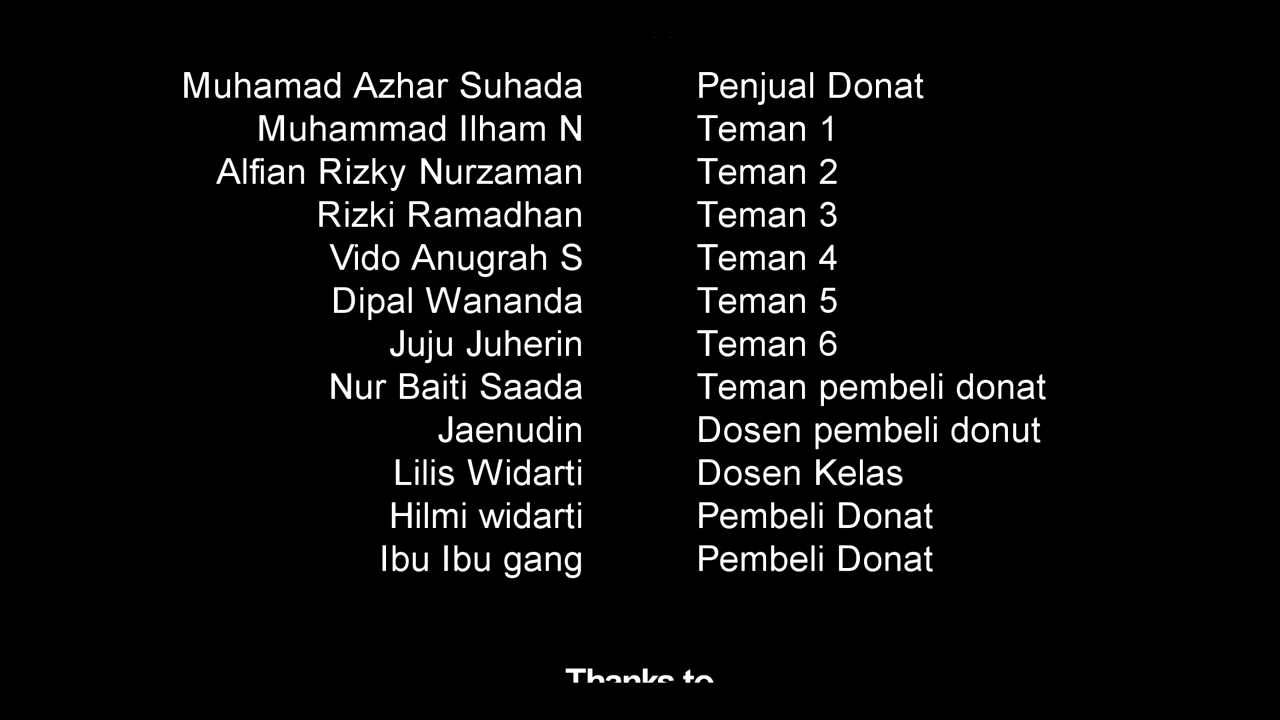 Muhamad Azhar Suhada Penjual Donat
Muhammad Ilham N Teman 1
Alfian Rizky Nurzaman Teman 2
Rizki Ramadhan Teman 3
Vido Anugrah S Teman 4
Dipal Wananda Teman 5
Juju Juherin Teman 6
Nur Baiti Saada Teman pembeli donat
Jaenudin Dosen pembeli donut
Lilis Widarti Dosen Kelas
Hilmi widarti Pembeli Donat
Ibu Ibu gang Pembeli Donat
Thanks to